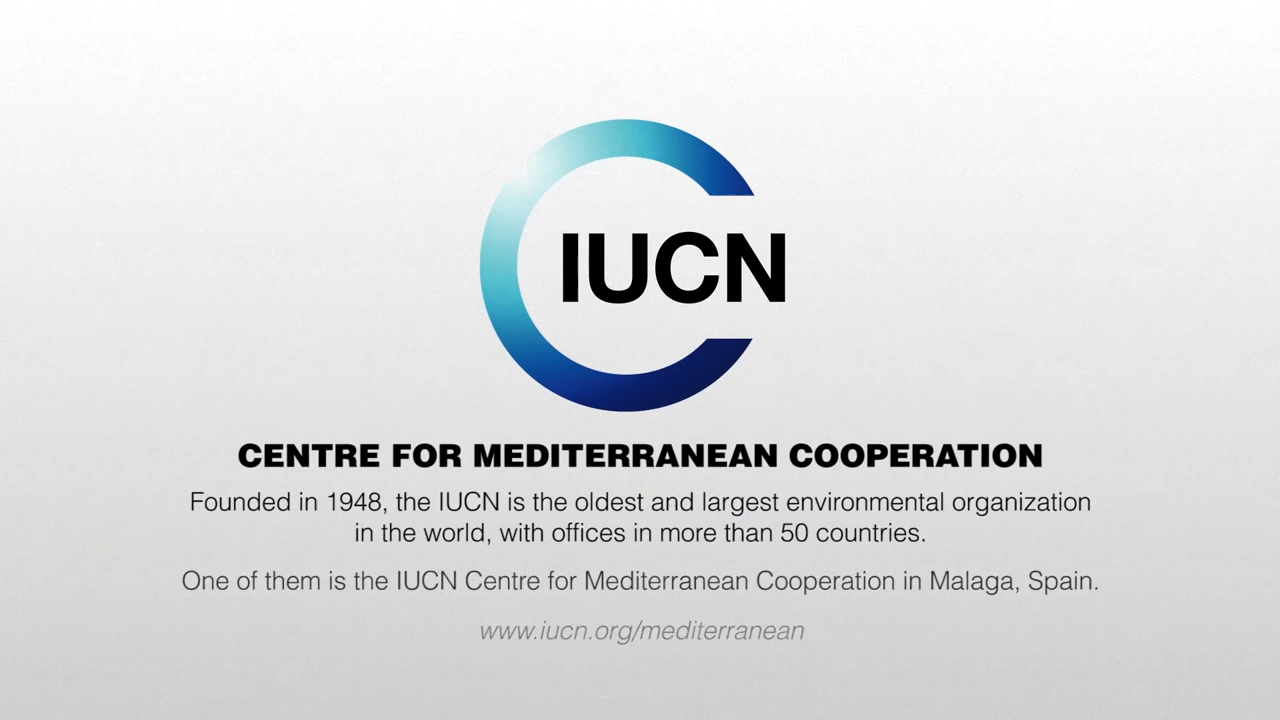 IUCN
CENTRE FOR MEDITERRANEAN COOPERATION
Founded in 1948, the IUCN is the oldest and largest environmental organization
in the world, with offices in more than 50 countries.
One of them is the IUCN Centre for Mediterranean Cooperation in Malaga, Spain.
www.iucn.org/mediterranean